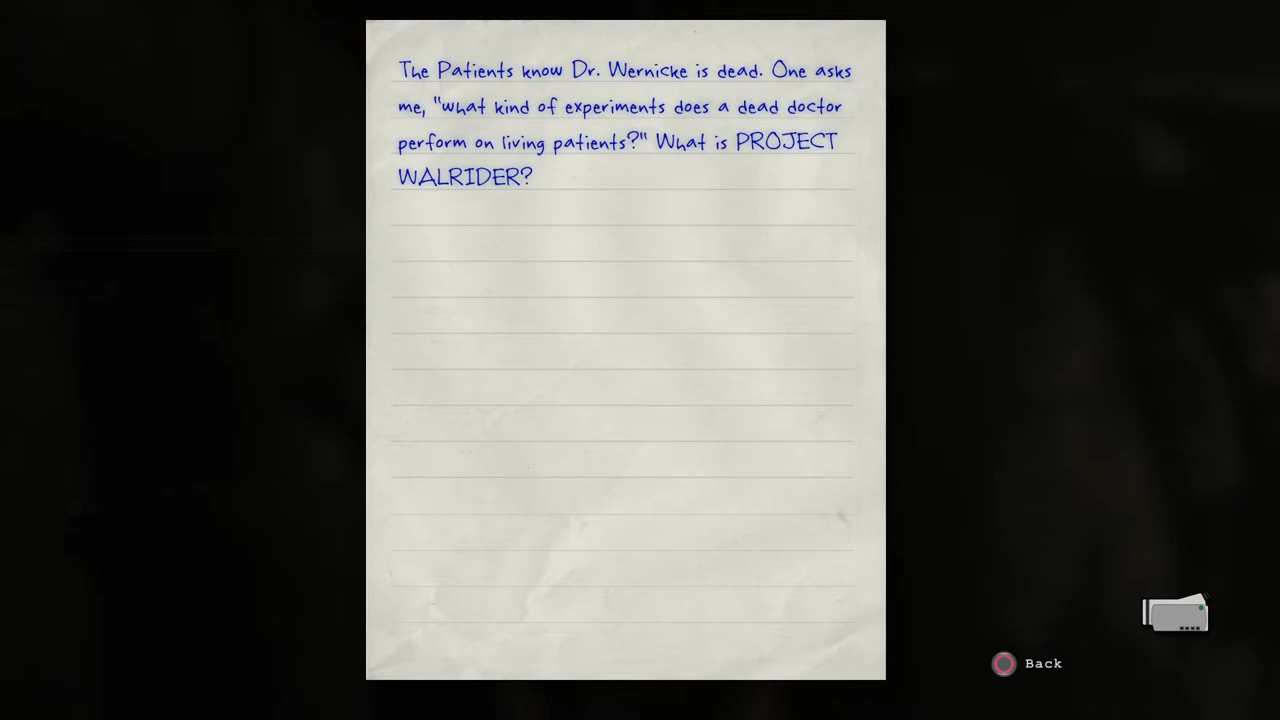 The Patients know Dr. Wernicke is dead. One asks
me, "what kind of experiments does a dead doctor
perform on living patients?" What is PROJECT
WALRIDER?
Back